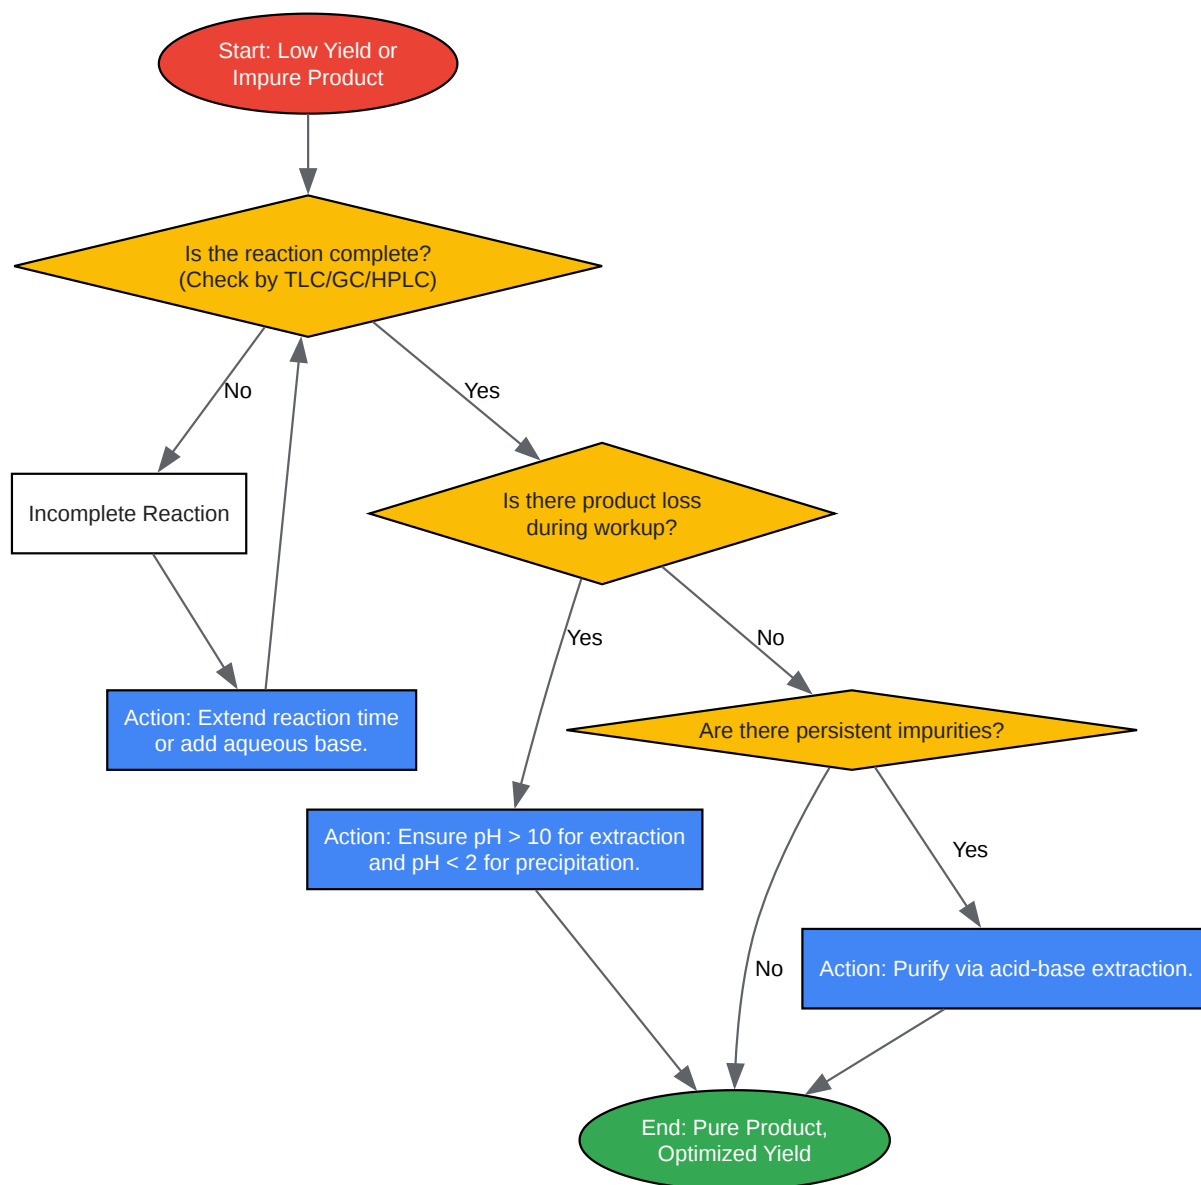 Start: Low Yield or
Impure Product
Is the reaction complete?
(Check by TLC/GC/HPLC)
No
Yes
Incomplete Reaction
Is there product loss
during workup?
Yes
No
Action: Extend reaction time
or add aqueous base.
Are there persistent impurities?
Action: Ensure pH > 10 for extraction
and pH < 2 for precipitation.
Yes
No
Action: Purify via acid-base extraction.
End: Pure Product,
Optimized Yield